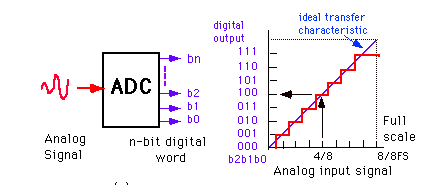 ADC
bn
b2
b1
b0
Analog
Signal
n-bit digital
word
digital
output
ideal transfer
characteristic
111
110
101
100
011
010
001
000
b2b1b0
4/8
8/8FS
Full
scale
Analog input signal